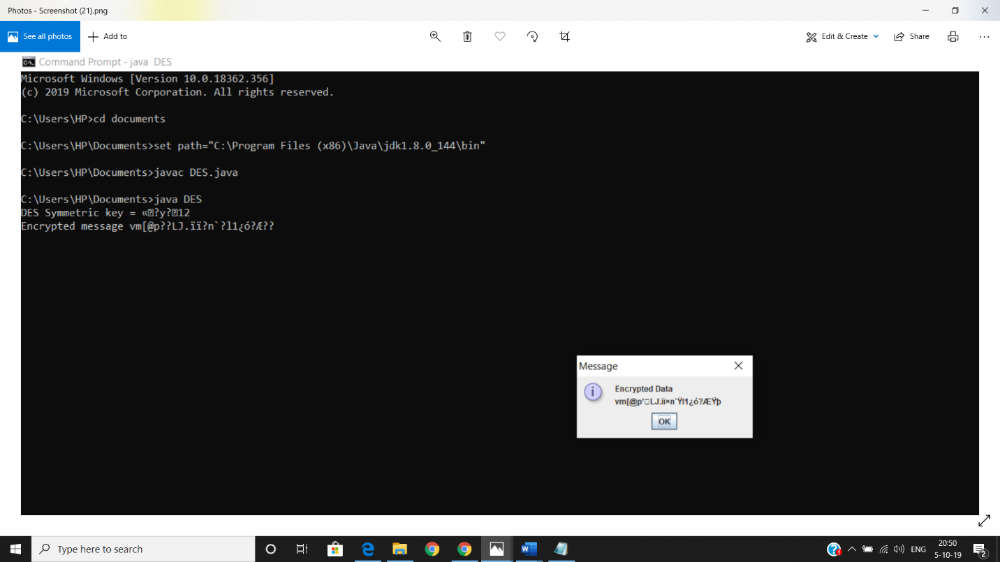 Photos - Screenshot (21).png
See all photos
Add to
Edit & Create
Share
Command Prompt - java  DES
Microsoft Windows [Version 10.0.18362.356]
(c) 2019 Microsoft Corporation. All rights reserved.
C:\Users\HP>cd documents
C:\Users\HP\Documents>set path="C:\Program Files (x86)\Java\jdk1.8.0_144\bin"
C:\Users\HP\Documents>javac DES.java
C:\Users\HP\Documents>java DES
DES Symmetric key = «⍰?y?⍰12
Encrypted message vm[@p??LJ.ïï?n`?l1¿ó?Æ??
Message
Encrypted Data
vm[@p'□LJ.ïï×n`Ÿl1¿ó?ÆŸþ
OK
Type here to search
ENG
20:50
5-10-19
2